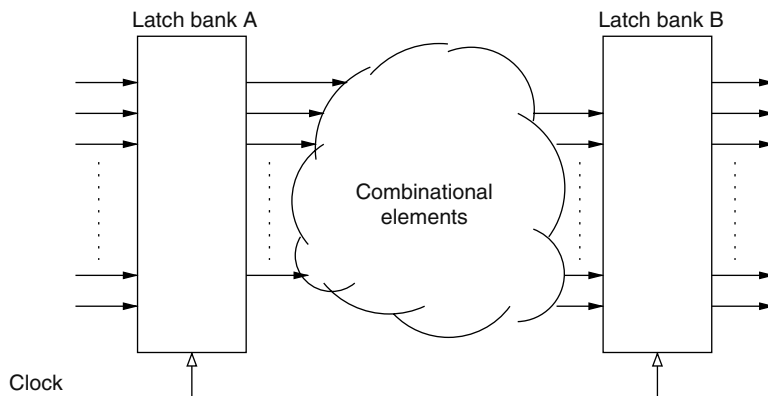 Latch bank A
Latch bank B
Combinational
elements
Clock